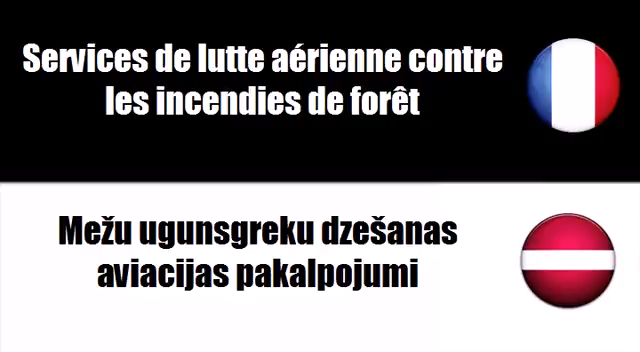 Services de lutte aérienne contre
les incendies de forêt
Mežu ugunsgreku dzešanas
aviacijas pakalpojumi